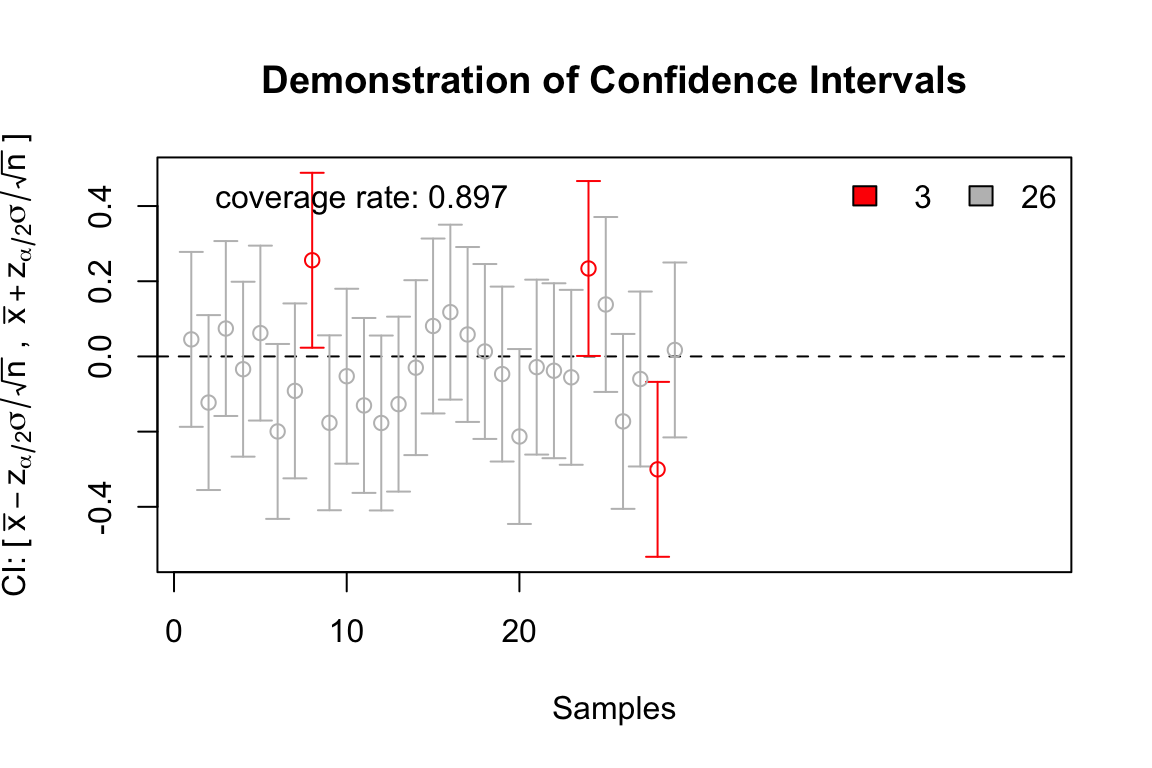 Demonstration of Confidence Intervals
CI: [ x̅ − z_{α/2}σ/√n , x̅ + z_{α/2}σ/√n ]
coverage rate: 0.897
3 26
0.4
0.2
0.0
-0.4
0 10 20
Samples